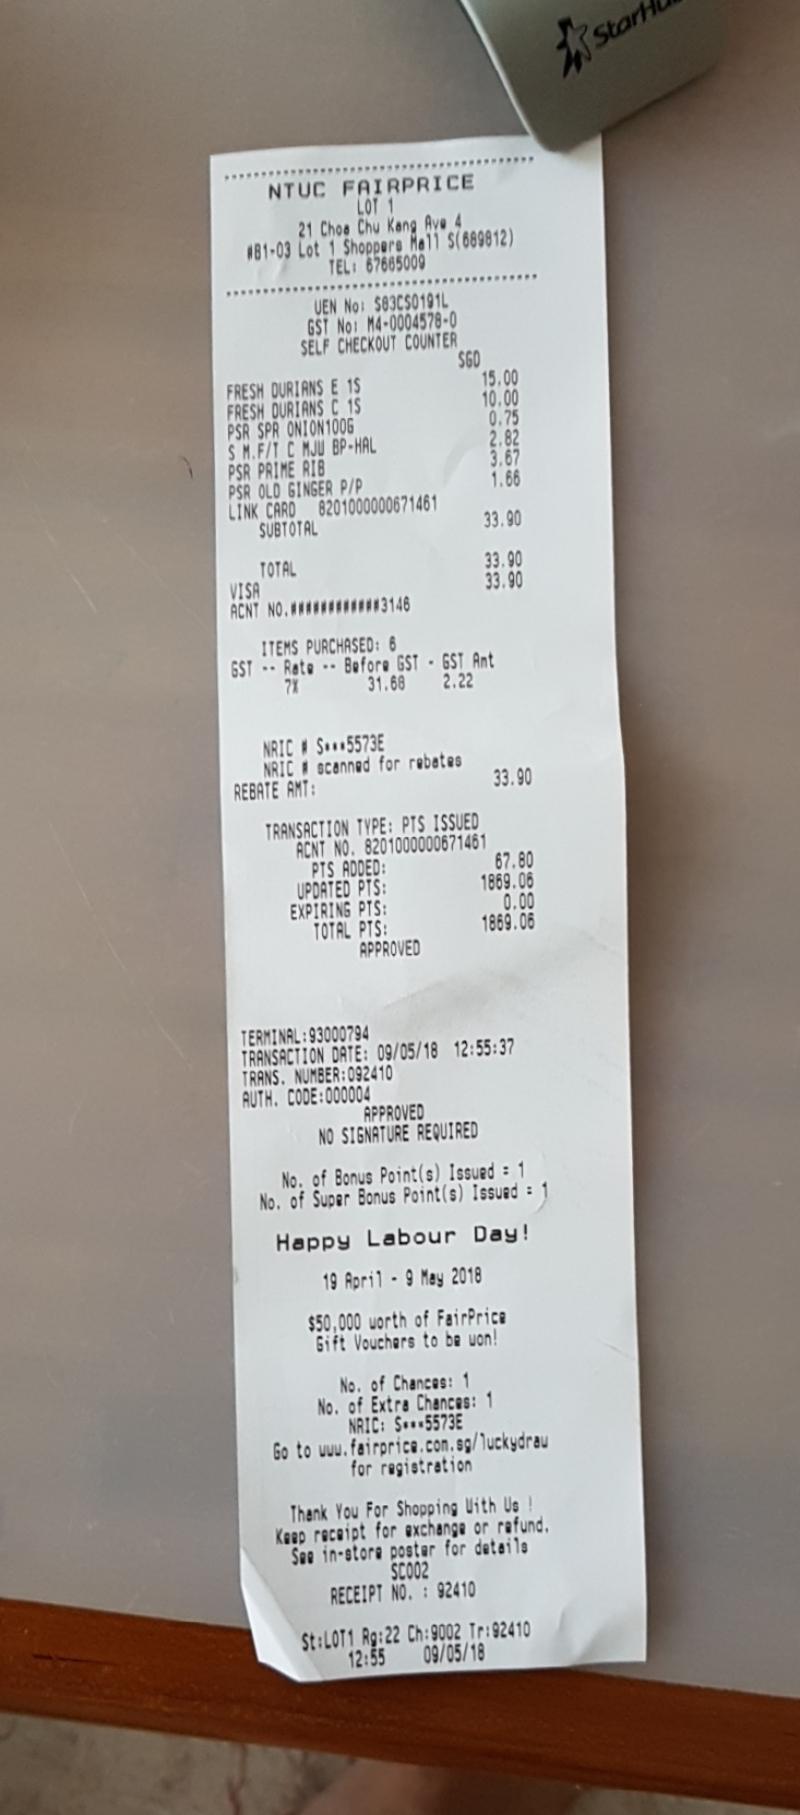 StarHu
NTUC FAIRPRICE
LOT 1
21 Choa Chu Kang Ave 4
#B1-03 Lot 1 Shoppers Mall S(689812)
TEL: 67665009
UEN No: S83CS0191L
GST No: M4-0004578-0
SELF CHECKOUT COUNTER
SGD
FRESH DURIANS E 1S 15.00
FRESH DURIANS C 1S 10.00
PSR SPR ONION100G 0.75
S M.F/T C MJU BP-HAL 2.82
PSR PRIME RIB 3.67
PSR OLD GINGER P/P 1.66
LINK CARD 8201000000671461
SUBTOTAL 33.90
TOTAL 33.90
VISA 33.90
ACNT NO.############3146
ITEMS PURCHASED: 6
GST -- Rate -- Before GST - GST Amt
7% 31.68 2.22
NRIC # S***5573E
NRIC # scanned for rebates
REBATE AMT: 33.90
TRANSACTION TYPE: PTS ISSUED
ACNT NO. 8201000000671461
PTS ADDED: 67.80
UPDATED PTS: 1869.06
EXPIRING PTS: 0.00
TOTAL PTS: 1869.06
APPROVED
TERMINAL:93000794
TRANSACTION DATE: 09/05/18 12:55:37
TRANS. NUMBER:092410
AUTH. CODE:000004
APPROVED
NO SIGNATURE REQUIRED
No. of Bonus Point(s) Issued = 1
No. of Super Bonus Point(s) Issued = 1
Happy Labour Day!
19 April - 9 May 2018
$50,000 worth of FairPrice
Gift Vouchers to be won!
No. of Chances: 1
No. of Extra Chances: 1
NRIC: S***5573E
Go to www.fairprice.com.sg/luckydraw
for registration
Thank You For Shopping With Us !
Keep receipt for exchange or refund.
See in-store poster for details
SC002
RECEIPT NO. : 92410
St:LOT1 Rg:22 Ch:9002 Tr:92410
12:55 09/05/18